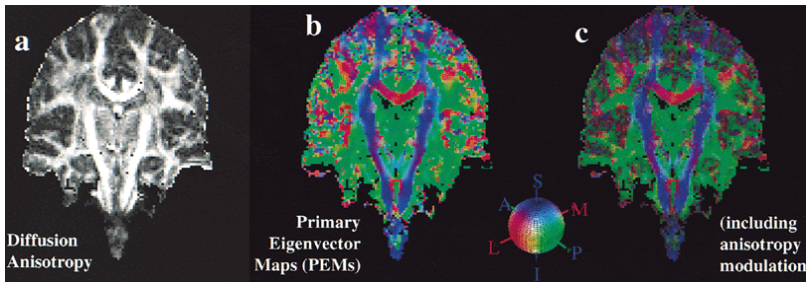 a
b
c
Diffusion
Anisotropy
Primary
Eigenvector
Maps (PEMs)
S
A
M
L
P
I
(including
anisotropy
modulation)